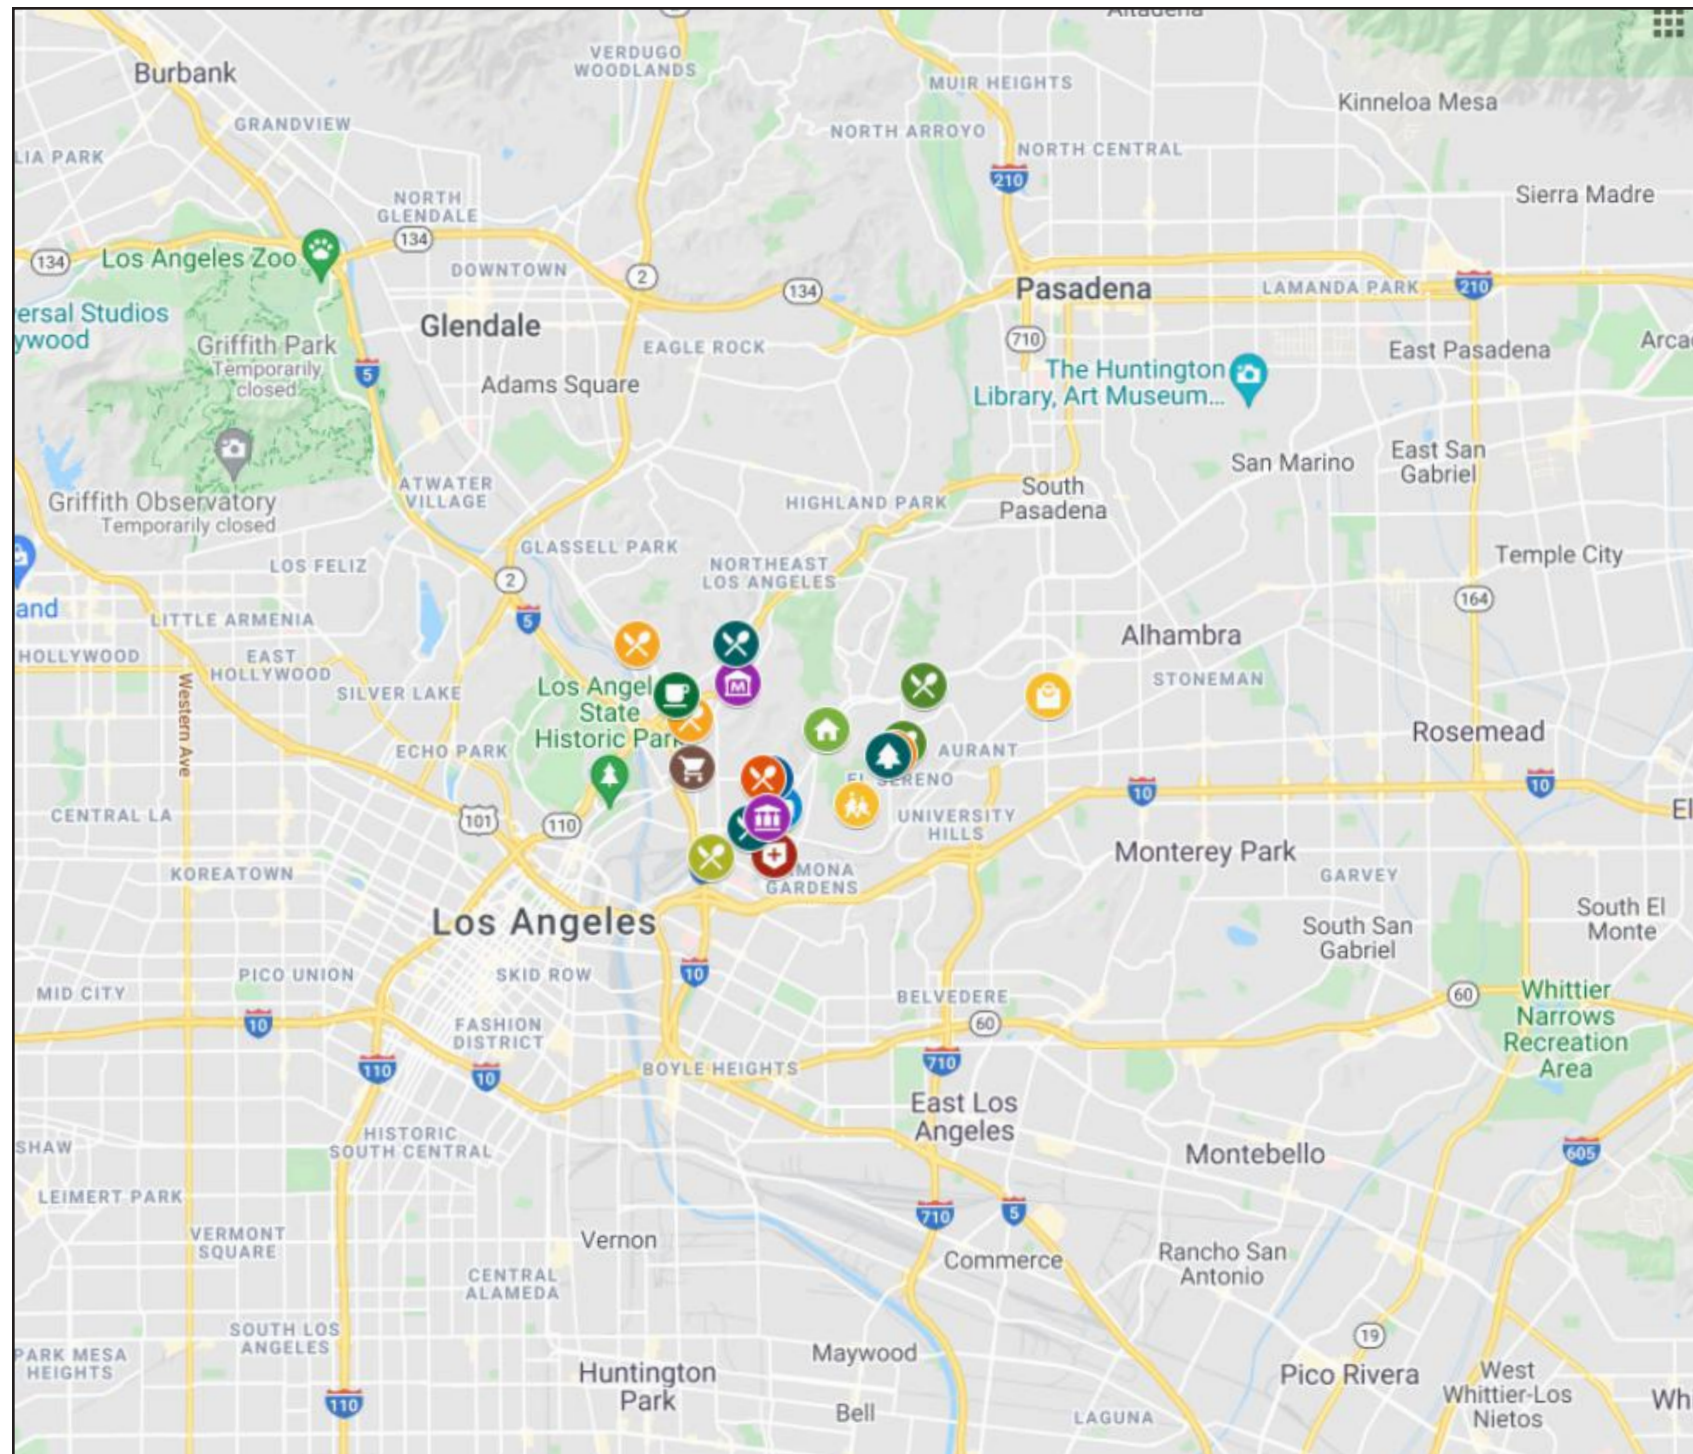 Altadena
Burbank
VERDUGO
WOODLANDS
MUIR HEIGHTS
Kinneloa Mesa
GRANDVIEW
NORTH ARROYO
NORTH CENTRAL
LIA PARK
210
Sierra Madre
NORTH
GLENDALE
134
134
Los Angeles Zoo
DOWNTOWN
2
134
Pasadena
LAMANDA PARK
210
ersal Studios
ywood
Glendale
Griffith Park
Temporarily
closed
EAGLE ROCK
710
East Pasadena
Arca
5
Adams Square
The Huntington
Library, Art Museum...
San Marino
East San
Gabriel
Griffith Observatory
Temporarily closed
ATWATER
VILLAGE
HIGHLAND PARK
South
Pasadena
GLASSELL PARK
NORTHEAST
LOS ANGELES
Temple City
LOS FELIZ
2
164
and
LITTLE ARMENIA
5
Alhambra
HOLLYWOOD
EAST
HOLLYWOOD
SILVER LAKE
Los Angel
State
Historic Park
M
STONEMAN
Western Ave
Rosemead
ECHO PARK
AURANT
EL SERENO
10
10
El
CENTRAL LA
101
110
UNIVERSITY
HILLS
Monterey Park
KOREATOWN
MONA
GARDENS
GARVEY
Los Angeles
South San
Gabriel
South El
Monte
PICO UNION
SKID ROW
10
MID CITY
BELVEDERE
60
60
Whittier
Narrows
Recreation
Area
10
FASHION
DISTRICT
110
10
BOYLE HEIGHTS
710
East Los
Angeles
SHAW
HISTORIC
SOUTH CENTRAL
Montebello
605
LEIMERT PARK
VERMONT
SQUARE
Vernon
710
5
Commerce
Rancho San
Antonio
CENTRAL
ALAMEDA
SOUTH LOS
ANGELES
19
PARK MESA
HEIGHTS
Huntington
Park
Maywood
Pico Rivera
West
Whittier-Los
Nietos
Wh
110
Bell
LAGUNA